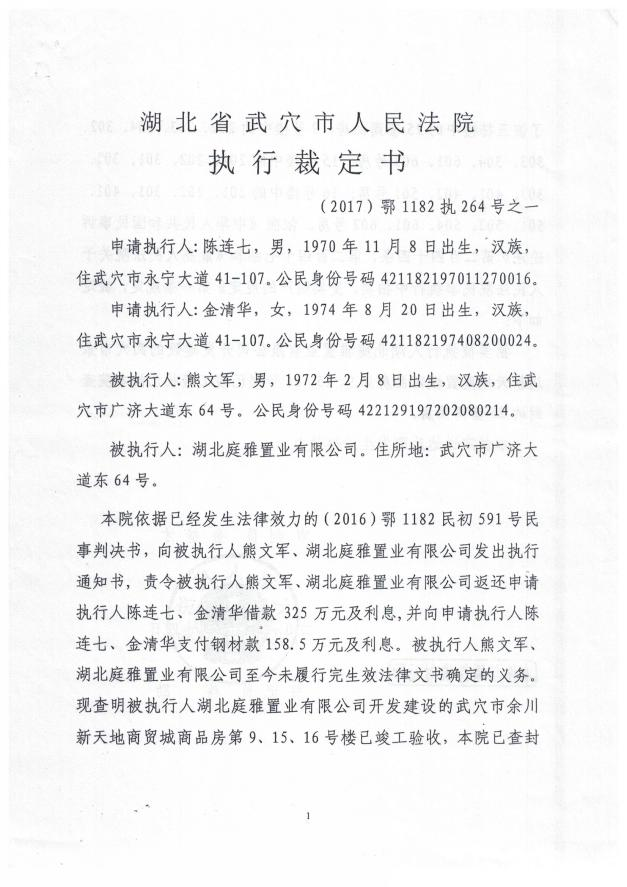 湖北省武穴市人民法院
执行裁定书
（2017）鄂1182执264号之一
申请执行人：陈连七，男，1970年11月8日出生，汉族，
住武穴市永宁大道41-107。公民身份号码421182197011270016。
申请执行人：金清华，女，1974年8月20日出生，汉族，
住武穴市永宁大道41-107。公民身份号码421182197408200024。
被执行人：熊文军，男，1972年2月8日出生，汉族，住武
穴市广济大道东64号。公民身份号码422129197202080214。
被执行人：湖北庭雅置业有限公司。住所地：武穴市广济大
道东64号。
本院依据已经发生法律效力的（2016）鄂1182民初591号民
事判决书，向被执行人熊文军、湖北庭雅置业有限公司发出执行
通知书，责令被执行人熊文军、湖北庭雅置业有限公司返还申请
执行人陈连七、金清华借款325万元及利息,并向申请执行人陈
连七、金清华支付钢材款158.5万元及利息。被执行人熊文军、
湖北庭雅置业有限公司至今未履行完生效法律文书确定的义务。
现查明被执行人湖北庭雅置业有限公司开发建设的武穴市余川
新天地商贸城商品房第9、15、16号楼已竣工验收，本院已查封
1